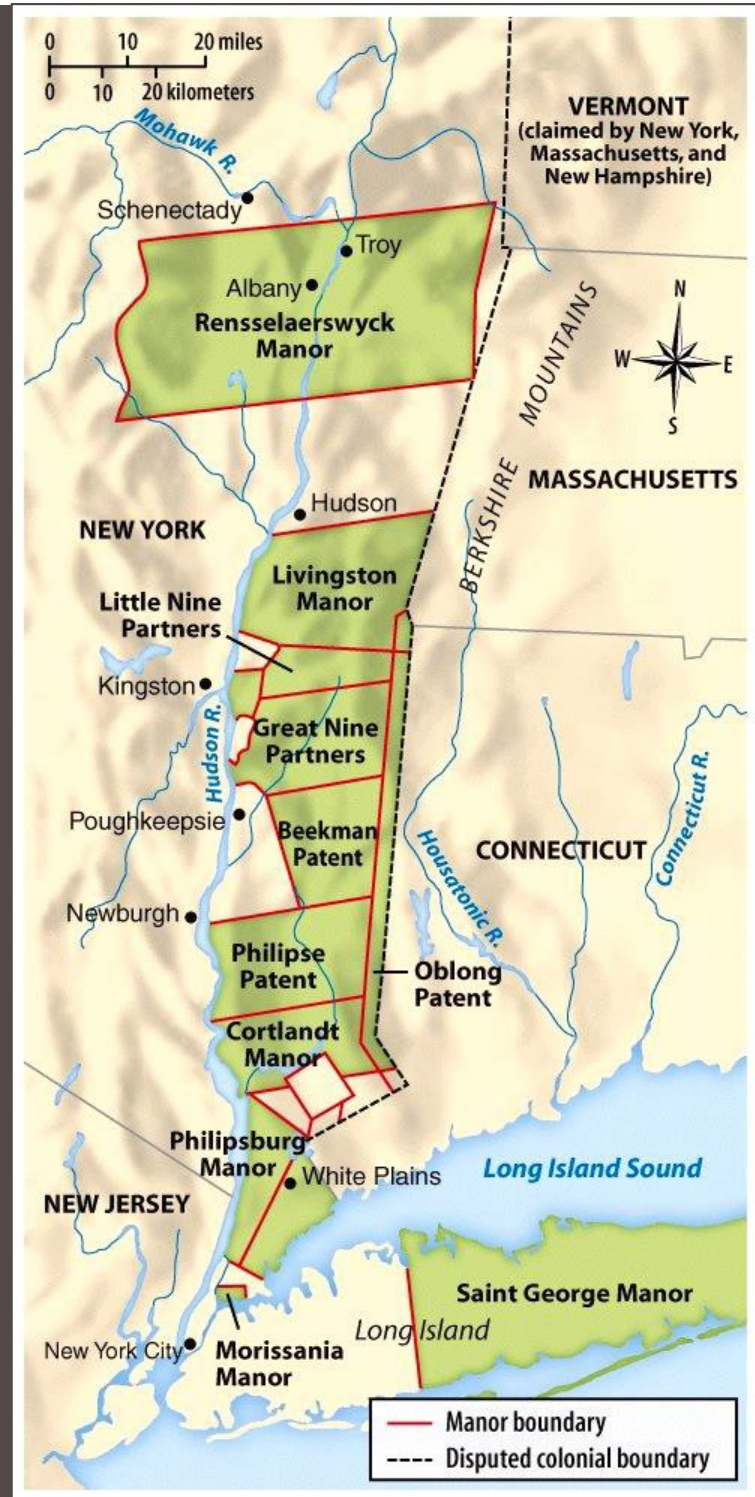 0 10 20 miles
0 10 20 kilometers
VERMONT
(claimed by New York,
Massachusetts, and
New Hampshire)
Mohawk R.
Schenectady
Troy
Albany
Rensselaerswyck
Manor
N
W E
S
BERKSHIRE MOUNTAINS
MASSACHUSETTS
Hudson
NEW YORK
Livingston
Manor
Little Nine
Partners
Kingston
Hudson R.
Great Nine
Partners
Poughkeepsie
Beekman
Patent
CONNECTICUT
Connecticut R.
Housatonic R.
Newburgh
Philipse
Patent
Oblong
Patent
Cortlandt
Manor
Philipsburg
Manor
White Plains
Long Island Sound
NEW JERSEY
Saint George Manor
Long Island
New York City
Morissania
Manor
Manor boundary
Disputed colonial boundary